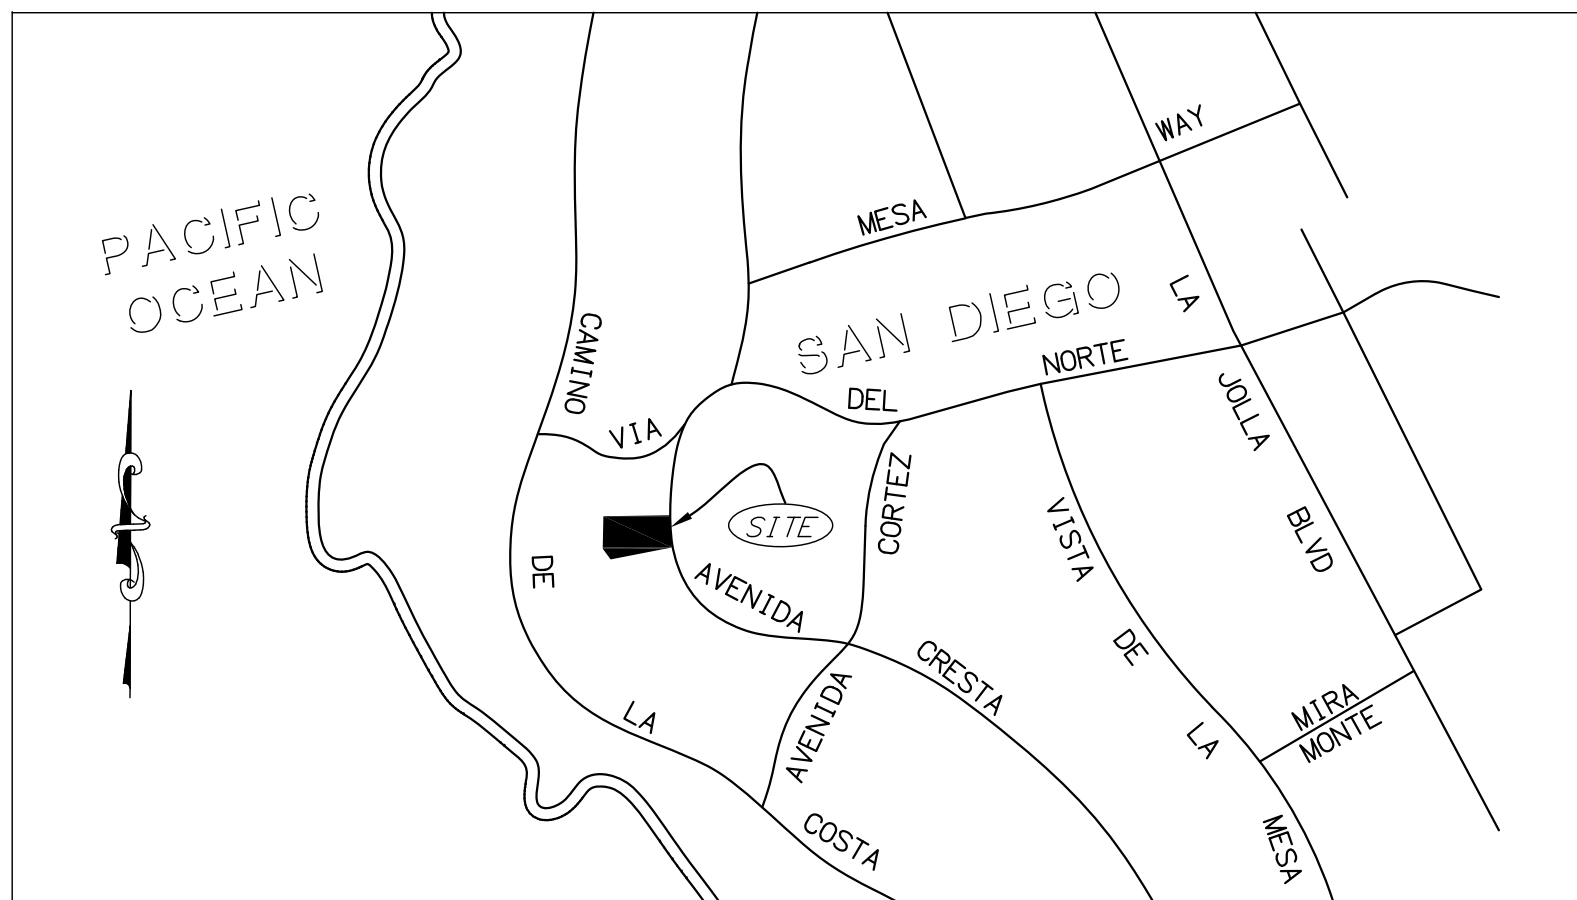 PACIFIC
OCEAN
SAN DIEGO
MESA WAY
CAMINO DE LA COSTA
VIA DEL NORTE
SITE
AVENIDA CRESTA
AVENIDA CORTEZ
VISTA DE LA MESA
LA JOLLA BLVD
MIRA
MONTE